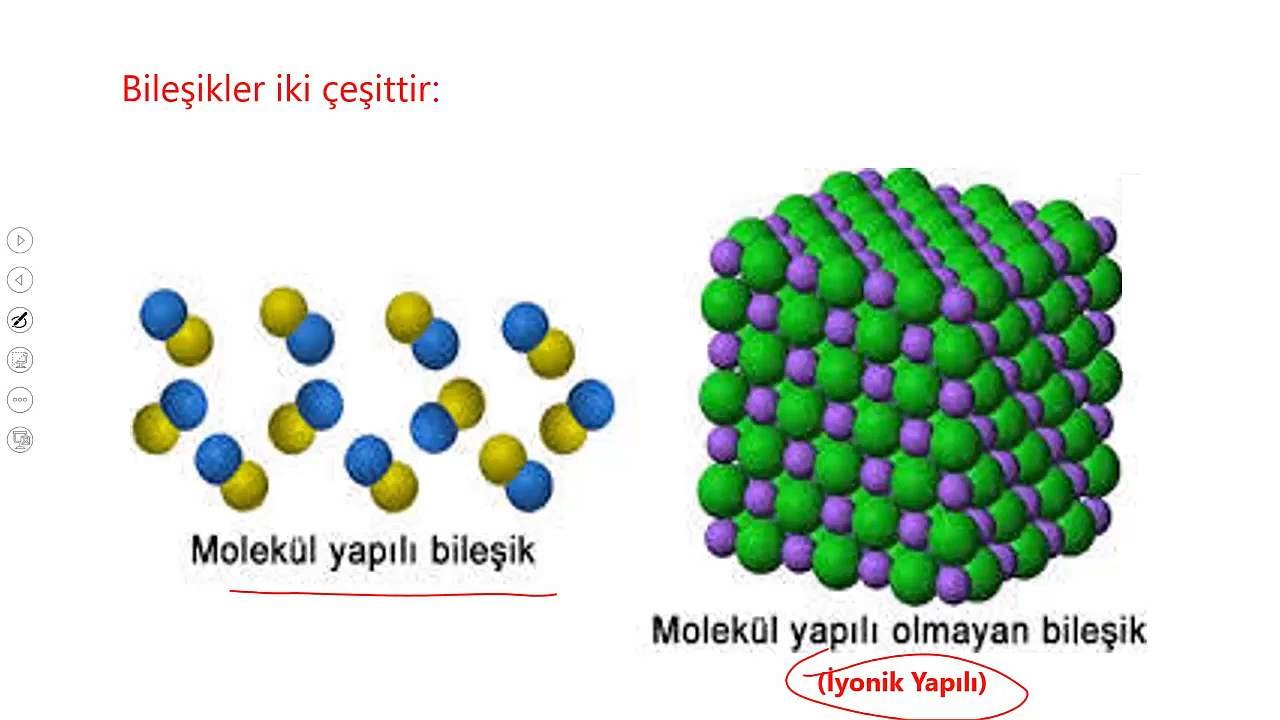 Bileşikler iki çeşittir:
Molekül yapılı bileşik
Molekül yapılı olmayan bileşik
(İyonik Yapılı)